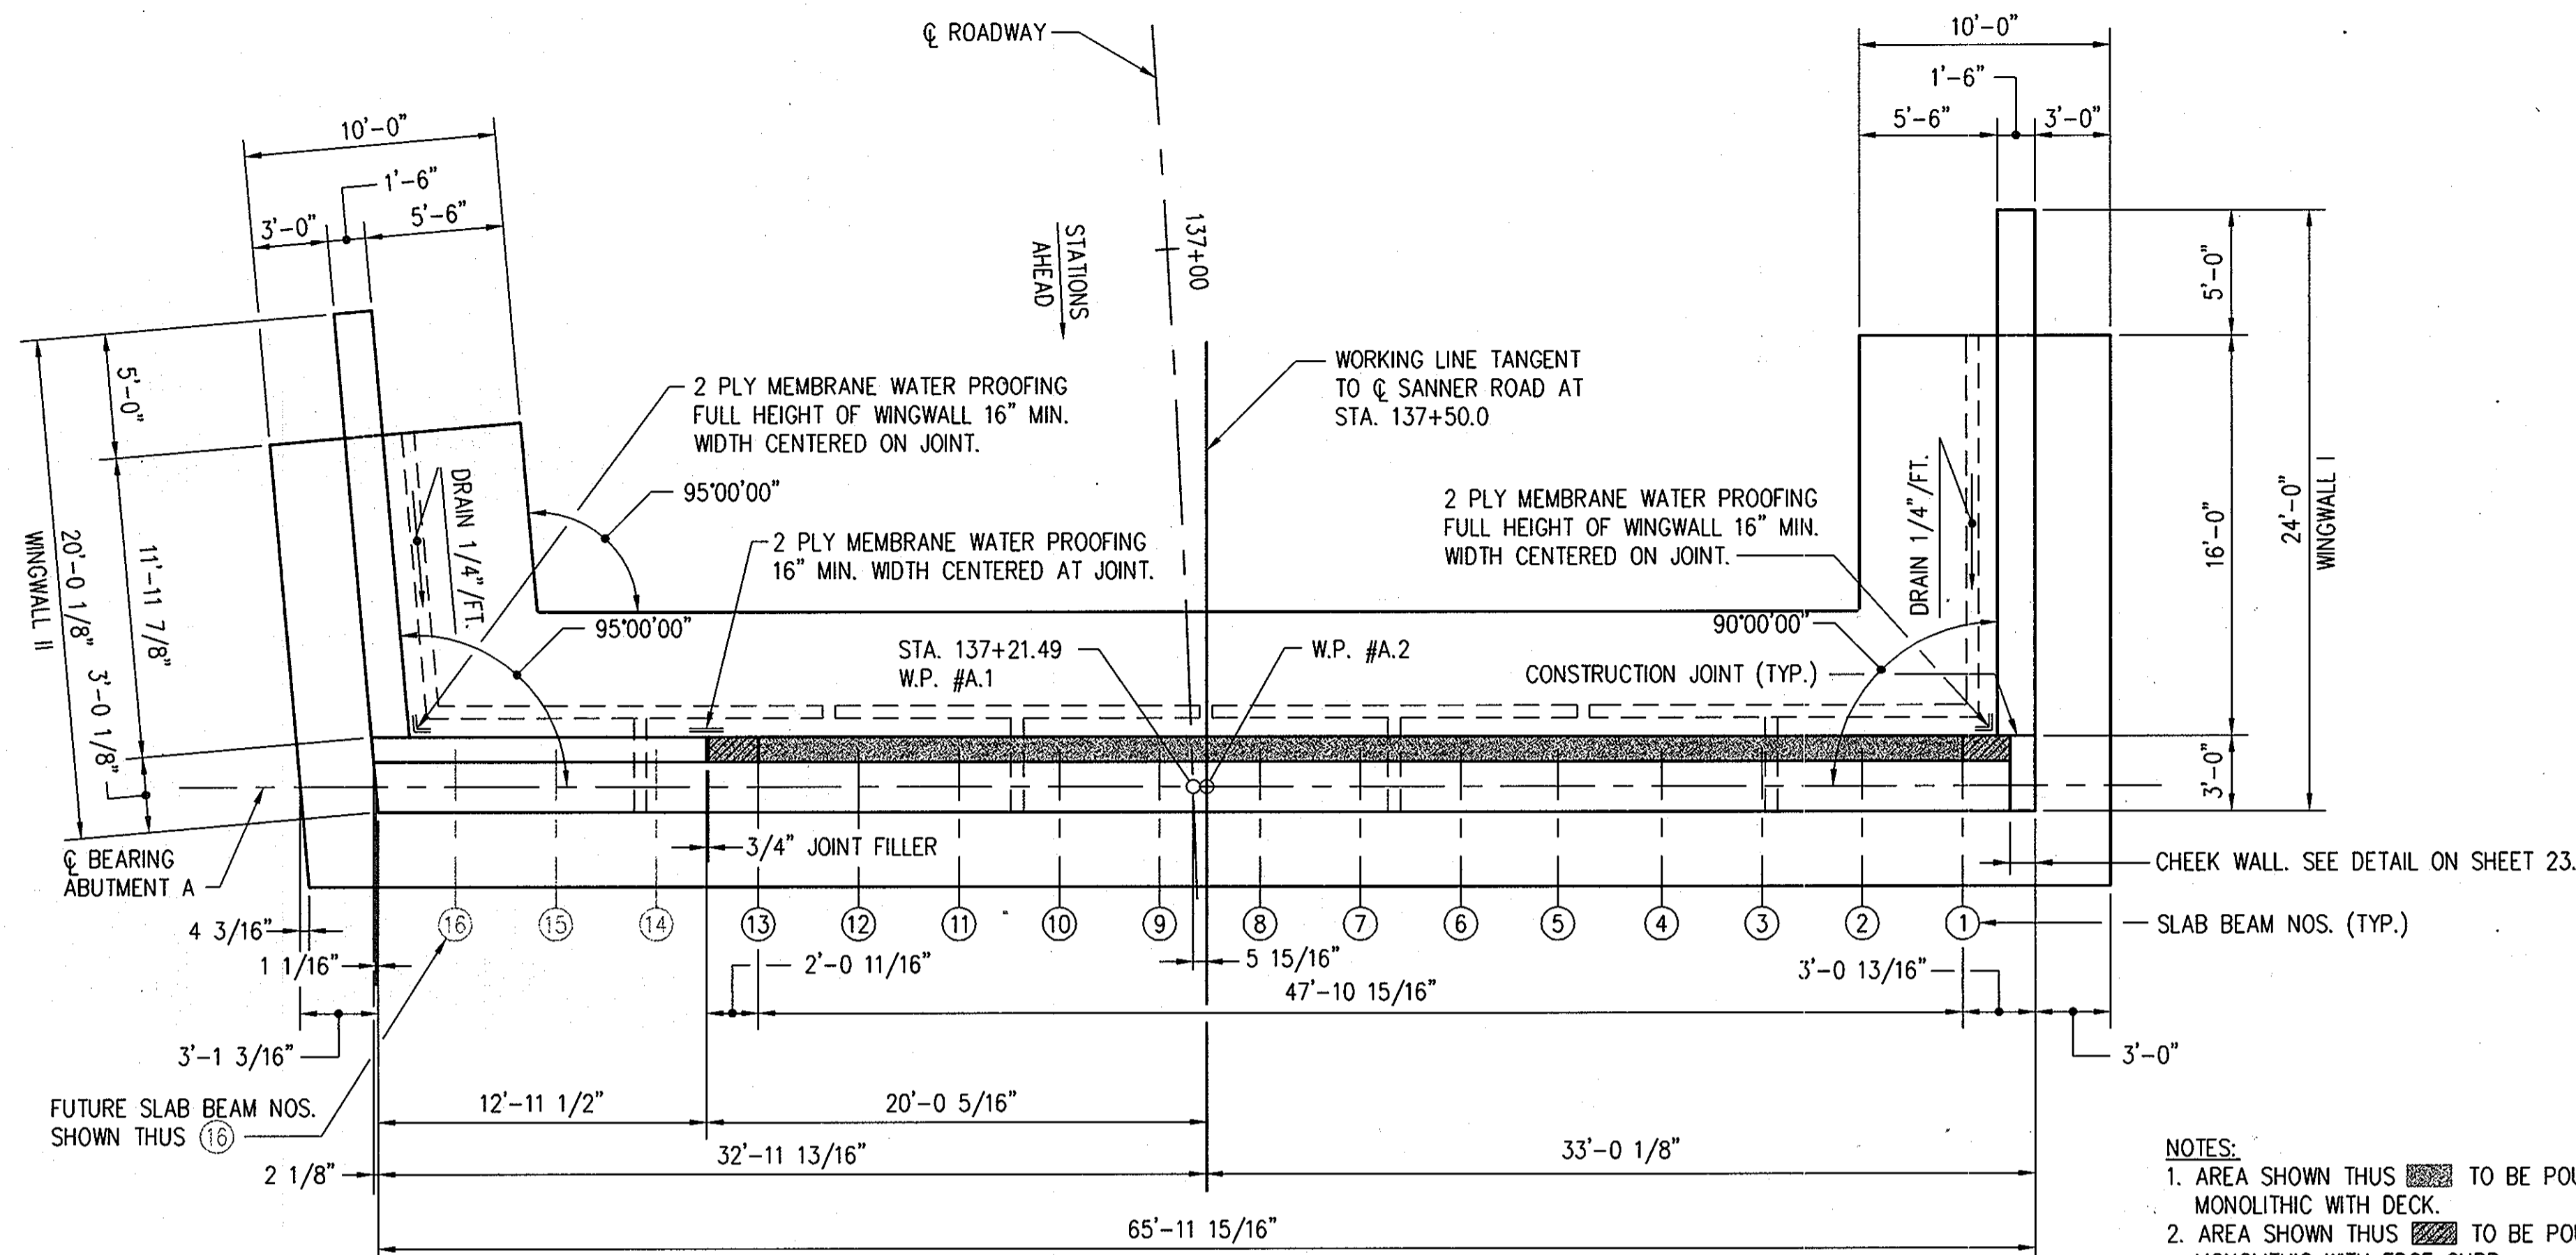 ℄ ROADWAY
10'-0"
1'-6"
5'-6"
3'-0"
10'-0"
1'-6"
3'-0"
5'-6"
STATIONS
AHEAD
137+00
WORKING LINE TANGENT
TO ℄ SANNER ROAD AT
STA. 137+50.0
2 PLY MEMBRANE WATER PROOFING
FULL HEIGHT OF WINGWALL 16" MIN.
WIDTH CENTERED ON JOINT.
95°00'00"
2 PLY MEMBRANE WATER PROOFING
16" MIN. WIDTH CENTERED AT JOINT.
2 PLY MEMBRANE WATER PROOFING
FULL HEIGHT OF WINGWALL 16" MIN.
WIDTH CENTERED ON JOINT.
DRAIN 1/4"/FT.
DRAIN 1/4"/FT.
5'-0"
16'-0"
3'-0"
24'-0"
WINGWALL I
5'-0"
11'-11 7/8"
3'-0 1/8"
20'-0 1/8"
WINGWALL II
95°00'00"
90°00'00"
STA. 137+21.49
W.P. #A.1
W.P. #A.2
CONSTRUCTION JOINT (TYP.)
℄ BEARING
ABUTMENT A
3/4" JOINT FILLER
CHEEK WALL. SEE DETAIL ON SHEET 23.
16 15 14 13 12 11 10 9 8 7 6 5 4 3 2 1
SLAB BEAM NOS. (TYP.)
4 3/16"
1 1/16"
2'-0 11/16"
5 15/16"
3'-0 13/16"
47'-10 15/16"
3'-1 3/16"
3'-0"
FUTURE SLAB BEAM NOS.
SHOWN THUS 16
12'-11 1/2"
20'-0 5/16"
32'-11 13/16"
33'-0 1/8"
2 1/8"
65'-11 15/16"
NOTES:
1. AREA SHOWN THUS TO BE POU
MONOLITHIC WITH DECK.
2. AREA SHOWN THUS TO BE POU